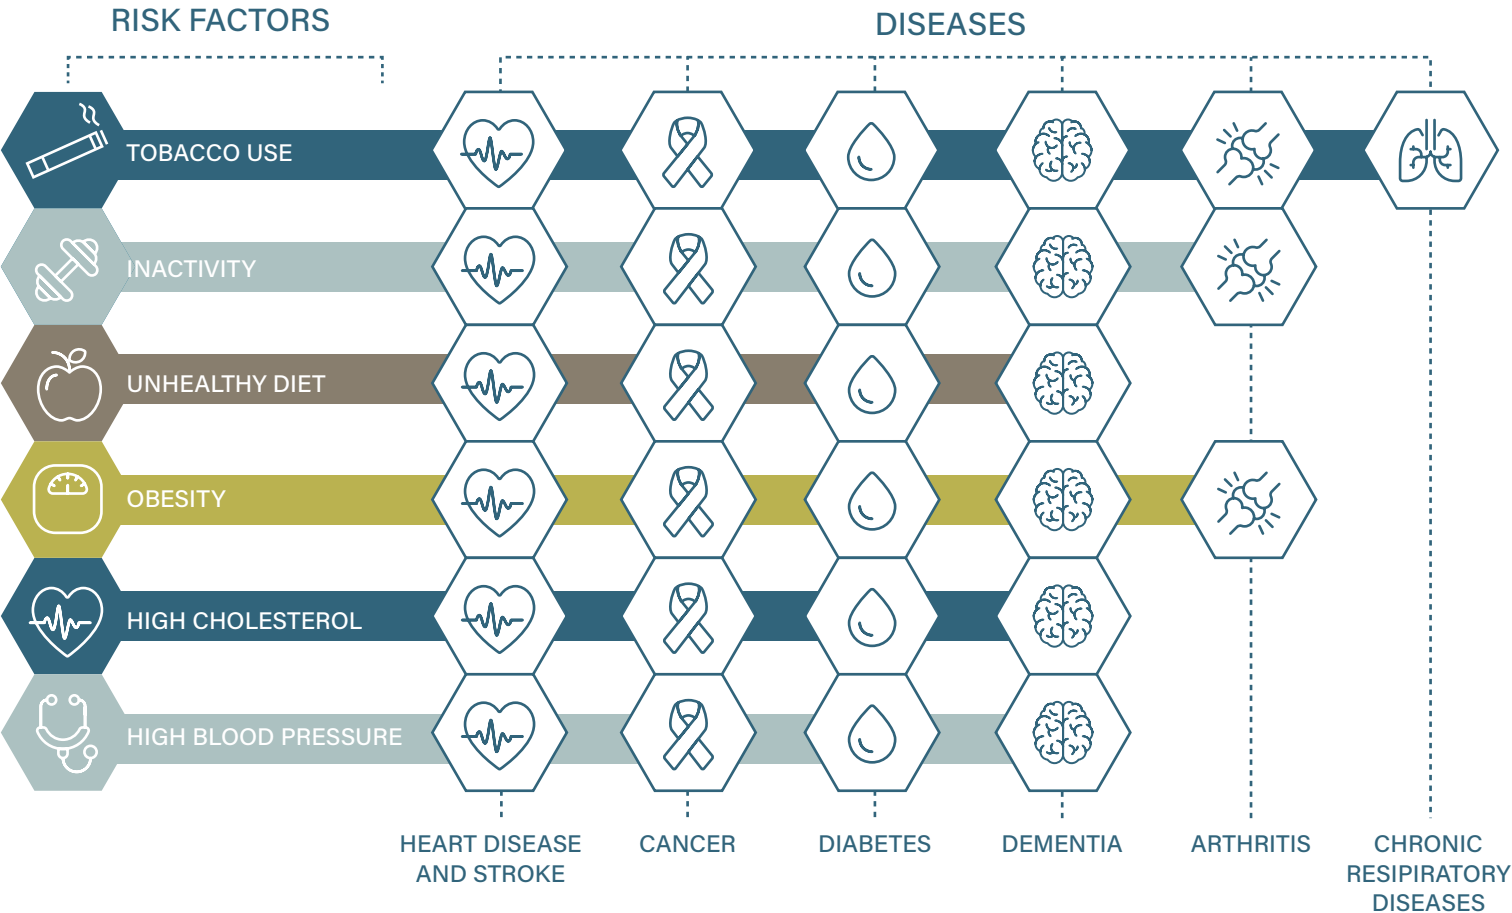 RISK FACTORS
DISEASES
TOBACCO USE
INACTIVITY
UNHEALTHY DIET
OBESITY
HIGH CHOLESTEROL
HIGH BLOOD PRESSURE
HEART DISEASE
AND STROKE
CANCER
DIABETES
DEMENTIA
ARTHRITIS
CHRONIC
RESIPIRATORY
DISEASES